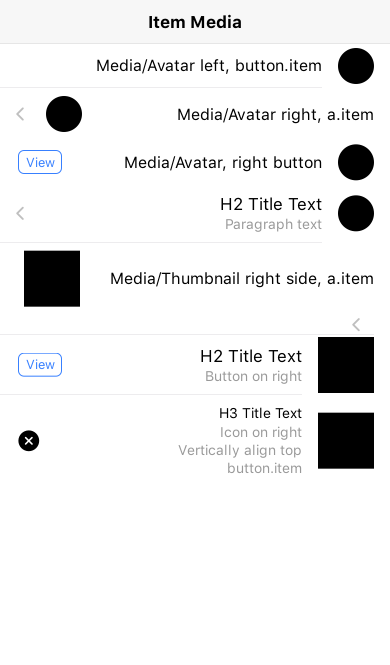 Item Media
Media/Avatar left, button.item
Media/Avatar right, a.item
View
Media/Avatar, right button
H2 Title Text
Paragraph text
Media/Thumbnail right side, a.item
View
H2 Title Text
Button on right
H3 Title Text
Icon on right
Vertically align top
button.item